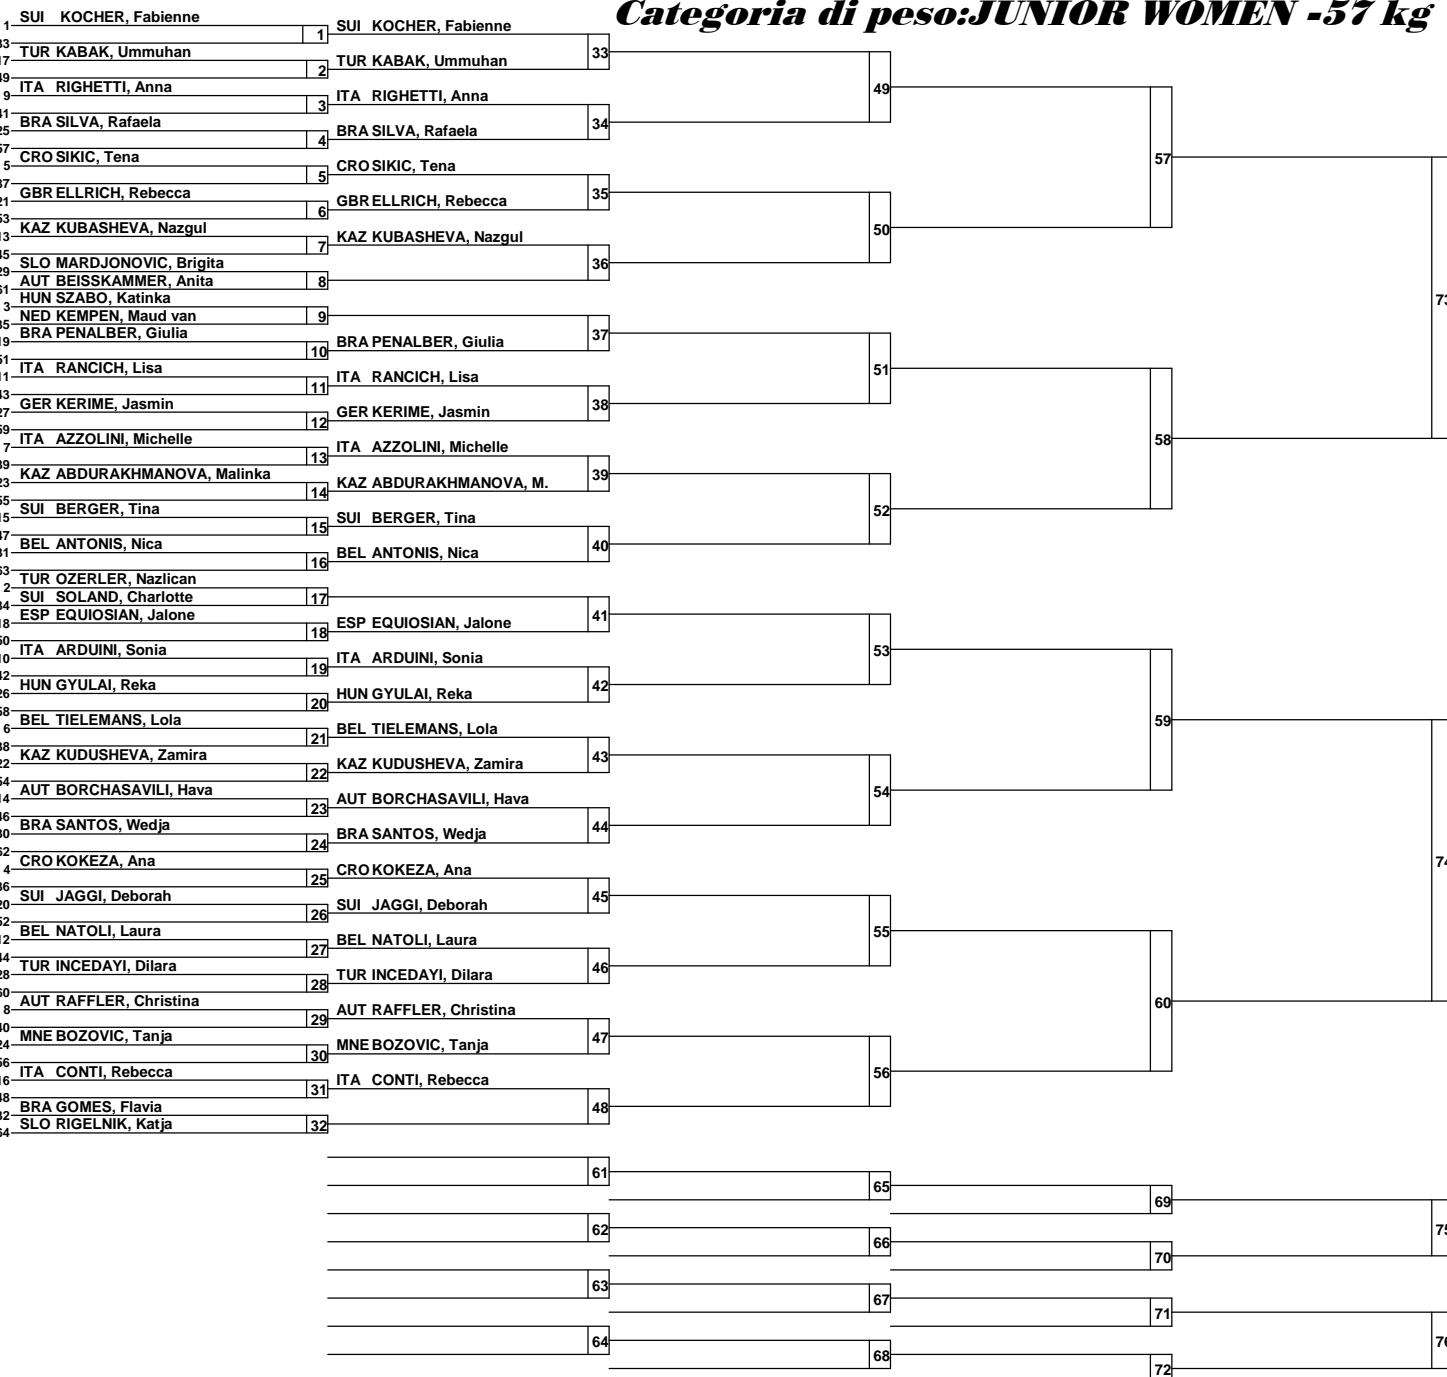 Categoria di peso:JUNIOR WOMEN -57 kg
1 SUI KOCHER, Fabienne
1 SUI KOCHER, Fabienne
33
TUR KABAK, Ummuhan
2 TUR KABAK, Ummuhan
49
9 ITA RIGHETTI, Anna
3 ITA RIGHETTI, Anna
34
BRA SILVA, Rafaela
4 BRA SILVA, Rafaela
57
5 CRO SIKIC, Tena
5 CRO SIKIC, Tena
35
GBR ELLRICH, Rebecca
6 GBR ELLRICH, Rebecca
50
KAZ KUBASHEVA, Nazgul
7 KAZ KUBASHEVA, Nazgul
36
SLO MARDJONOVIC, Brigita
8
AUT BEISSKAMMER, Anita
3 HUN SZABO, Katinka
9
NED KEMPEN, Maud van
37
BRA PENALBER, Giulia
10 BRA PENALBER, Giulia
51
ITA RANCICH, Lisa
11 ITA RANCICH, Lisa
38
GER KERIME, Jasmin
12 GER KERIME, Jasmin
58
7 ITA AZZOLINI, Michelle
13 ITA AZZOLINI, Michelle
39
KAZ ABDURAKHMANOVA, Malinka
14 KAZ ABDURAKHMANOVA, M.
52
SUI BERGER, Tina
15 SUI BERGER, Tina
40
BEL ANTONIS, Nica
16 BEL ANTONIS, Nica
2 TUR OZERLER, Nazlican
17
SUI SOLAND, Charlotte
41
ESP EQUIOSIAN, Jalone
18 ESP EQUIOSIAN, Jalone
53
ITA ARDUINI, Sonia
19 ITA ARDUINI, Sonia
42
HUN GYULAI, Reka
20 HUN GYULAI, Reka
59
6 BEL TIELEMANS, Lola
21 BEL TIELEMANS, Lola
43
KAZ KUDUSHEVA, Zamira
22 KAZ KUDUSHEVA, Zamira
54
AUT BORCHASAVILI, Hava
23 AUT BORCHASAVILI, Hava
44
BRA SANTOS, Wedja
24 BRA SANTOS, Wedja
4 CRO KOKEZA, Ana
25 CRO KOKEZA, Ana
45
SUI JAGGI, Deborah
26 SUI JAGGI, Deborah
55
BEL NATOLI, Laura
27 BEL NATOLI, Laura
46
TUR INCEDAYI, Dilara
28 TUR INCEDAYI, Dilara
60
8 AUT RAFFLER, Christina
29 AUT RAFFLER, Christina
47
MNE BOZOVIC, Tanja
30 MNE BOZOVIC, Tanja
56
ITA CONTI, Rebecca
31 ITA CONTI, Rebecca
48
BRA GOMES, Flavia
32
SLO RIGELNIK, Katja
61
65
69
62
66
70
63
67
71
64
68
72